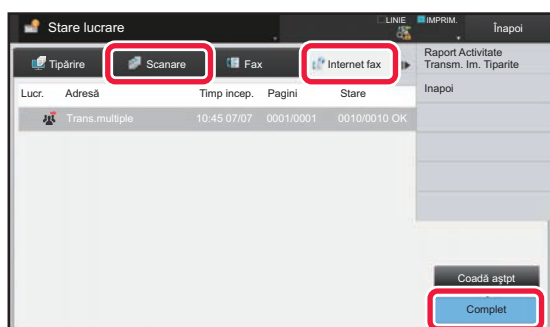 Stare lucrare
LINIE
IMPRIM.
Înapoi
Tipărire
Scanare
Fax
Internet fax
Raport Activitate
Transm. Im. Tiparite
Inapoi
Lucr. Adresă Timp incep. Pagini Stare
Trans.multiple 10:45 07/07 0001/0001 0010/0010 OK
Coadă aştpt
Complet